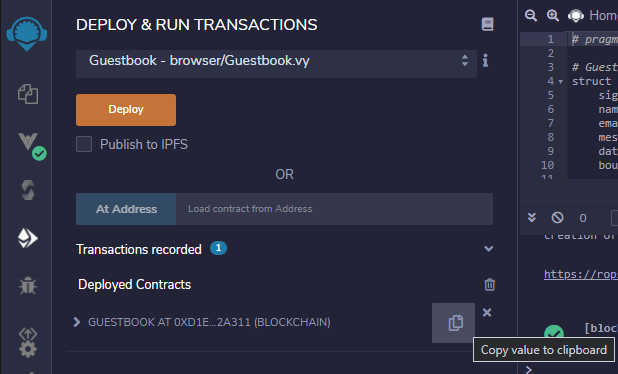 DEPLOY & RUN TRANSACTIONS
Guestbook - browser/Guestbook.vy
Deploy
Publish to IPFS
OR
At Address
Load contract from Address
Transactions recorded 1
Deployed Contracts
GUESTBOOK AT 0XD1E...2A311 (BLOCKCHAIN)
Copy value to clipboard
Home
1 # pragm
2
3 # Guest
4 struct
5 sig
6 nam
7 ema
8 mes
9 dat
10 bou
11
0
creation of
https://rop
[bloc
>